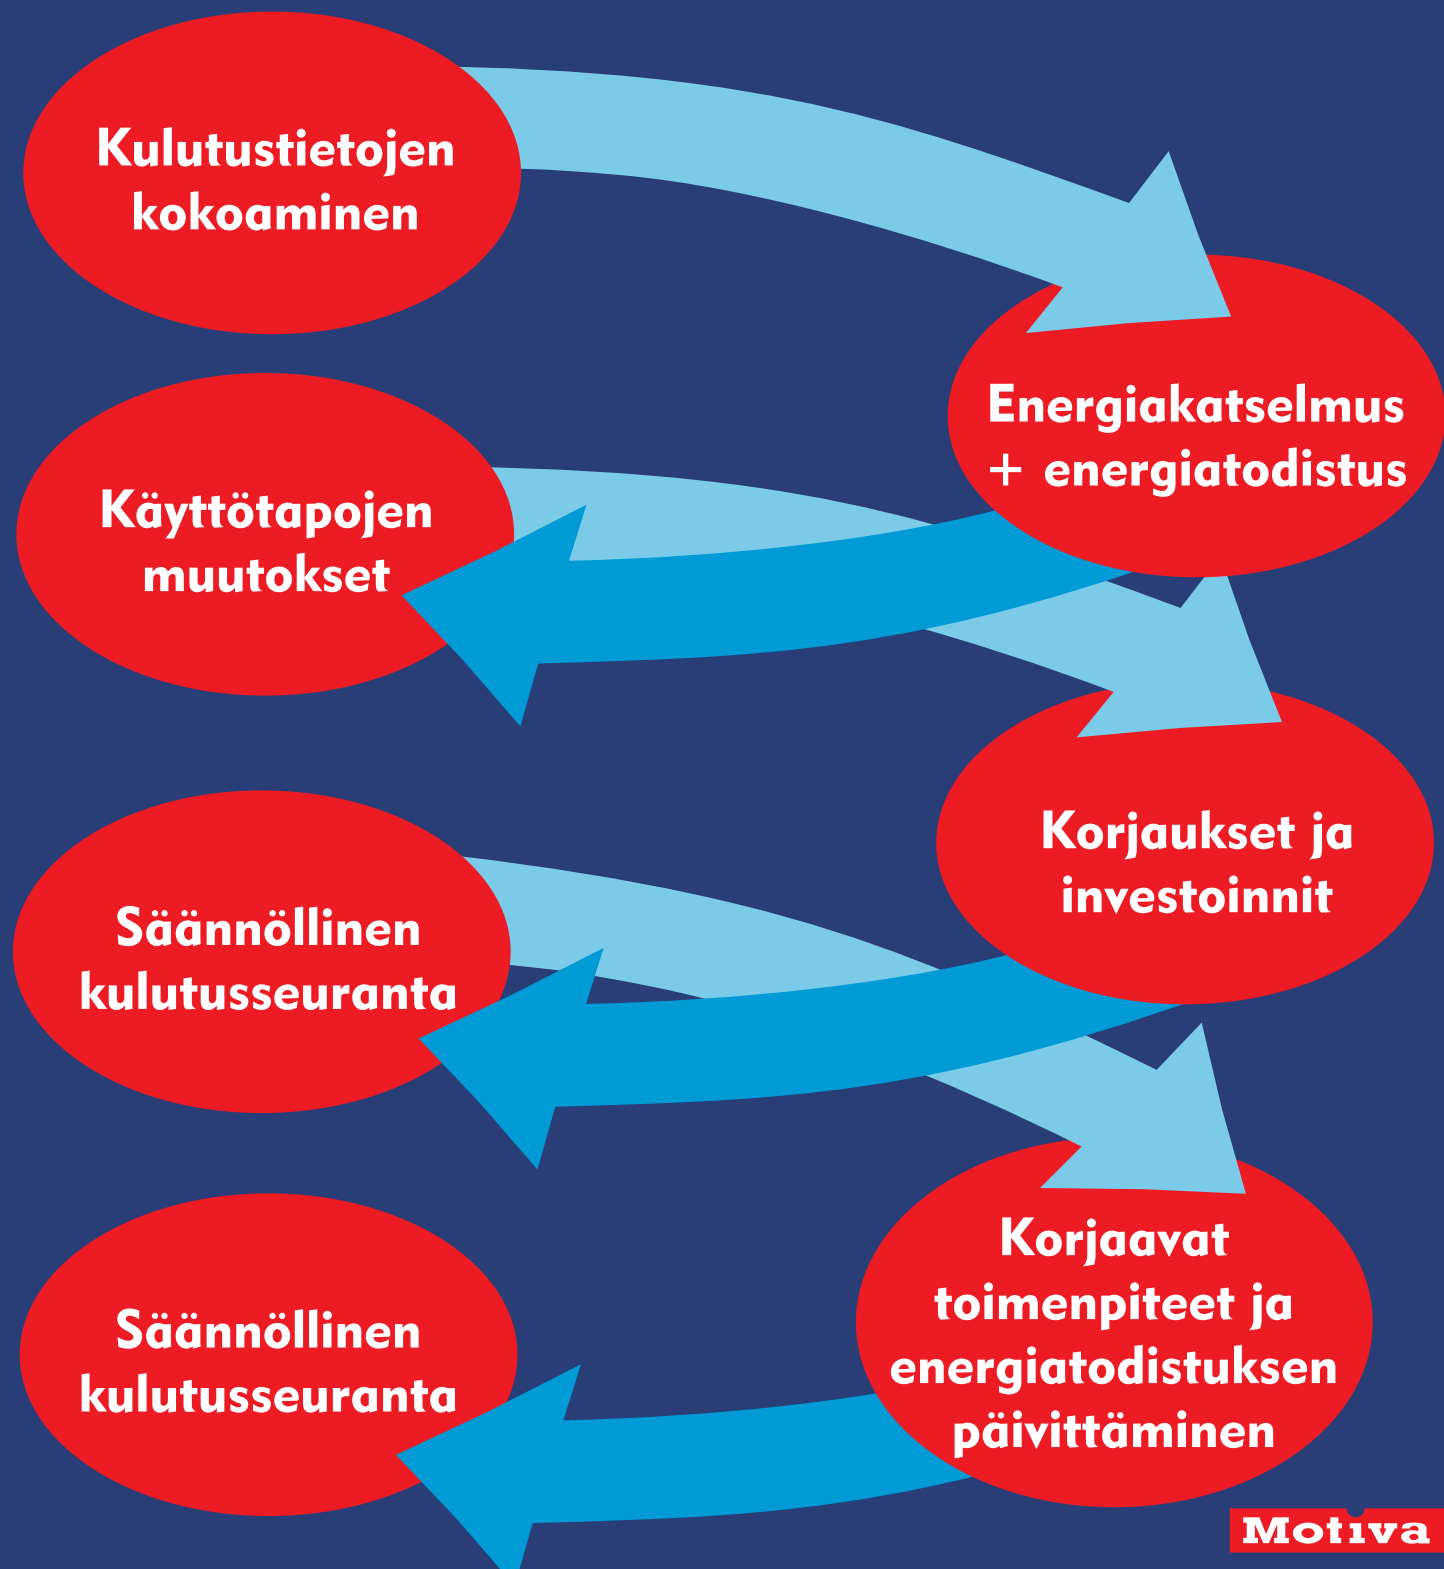 Kulutustietojen
kokoaminen
Energiakatselmus
+ energiatodistus
Käyttötapojen
muutokset
Korjaukset ja
investoinnit
Säännöllinen
kulutusseuranta
Korjaavat
toimenpiteet ja
energiatodistuksen
päivittäminen
Säännöllinen
kulutusseuranta
Motiva